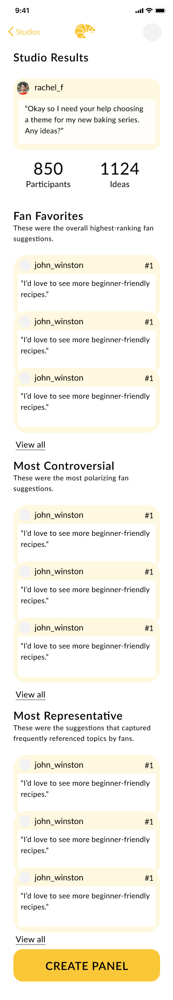 9:41
Studios
Studio Results
rachel_f
“Okay so I need your help choosing
a theme for my new baking series.
Any ideas?”
850 1124
Participants Ideas
Fan Favorites
These were the overall highest-ranking fan
suggestions.
john_winston #1
“I’d love to see more beginner-friendly
recipes.”
john_winston #1
“I’d love to see more beginner-friendly
recipes.”
john_winston #1
“I’d love to see more beginner-friendly
recipes.”
View all
Most Controversial
These were the most polarizing fan
suggestions.
john_winston #1
“I’d love to see more beginner-friendly
recipes.”
john_winston #1
“I’d love to see more beginner-friendly
recipes.”
john_winston #1
“I’d love to see more beginner-friendly
recipes.”
View all
Most Representative
These were the suggestions that captured
frequently referenced topics by fans.
john_winston #1
“I’d love to see more beginner-friendly
recipes.”
john_winston #1
“I’d love to see more beginner-friendly
recipes.”
john_winston #1
“I’d love to see more beginner-friendly
recipes.”
View all
CREATE PANEL